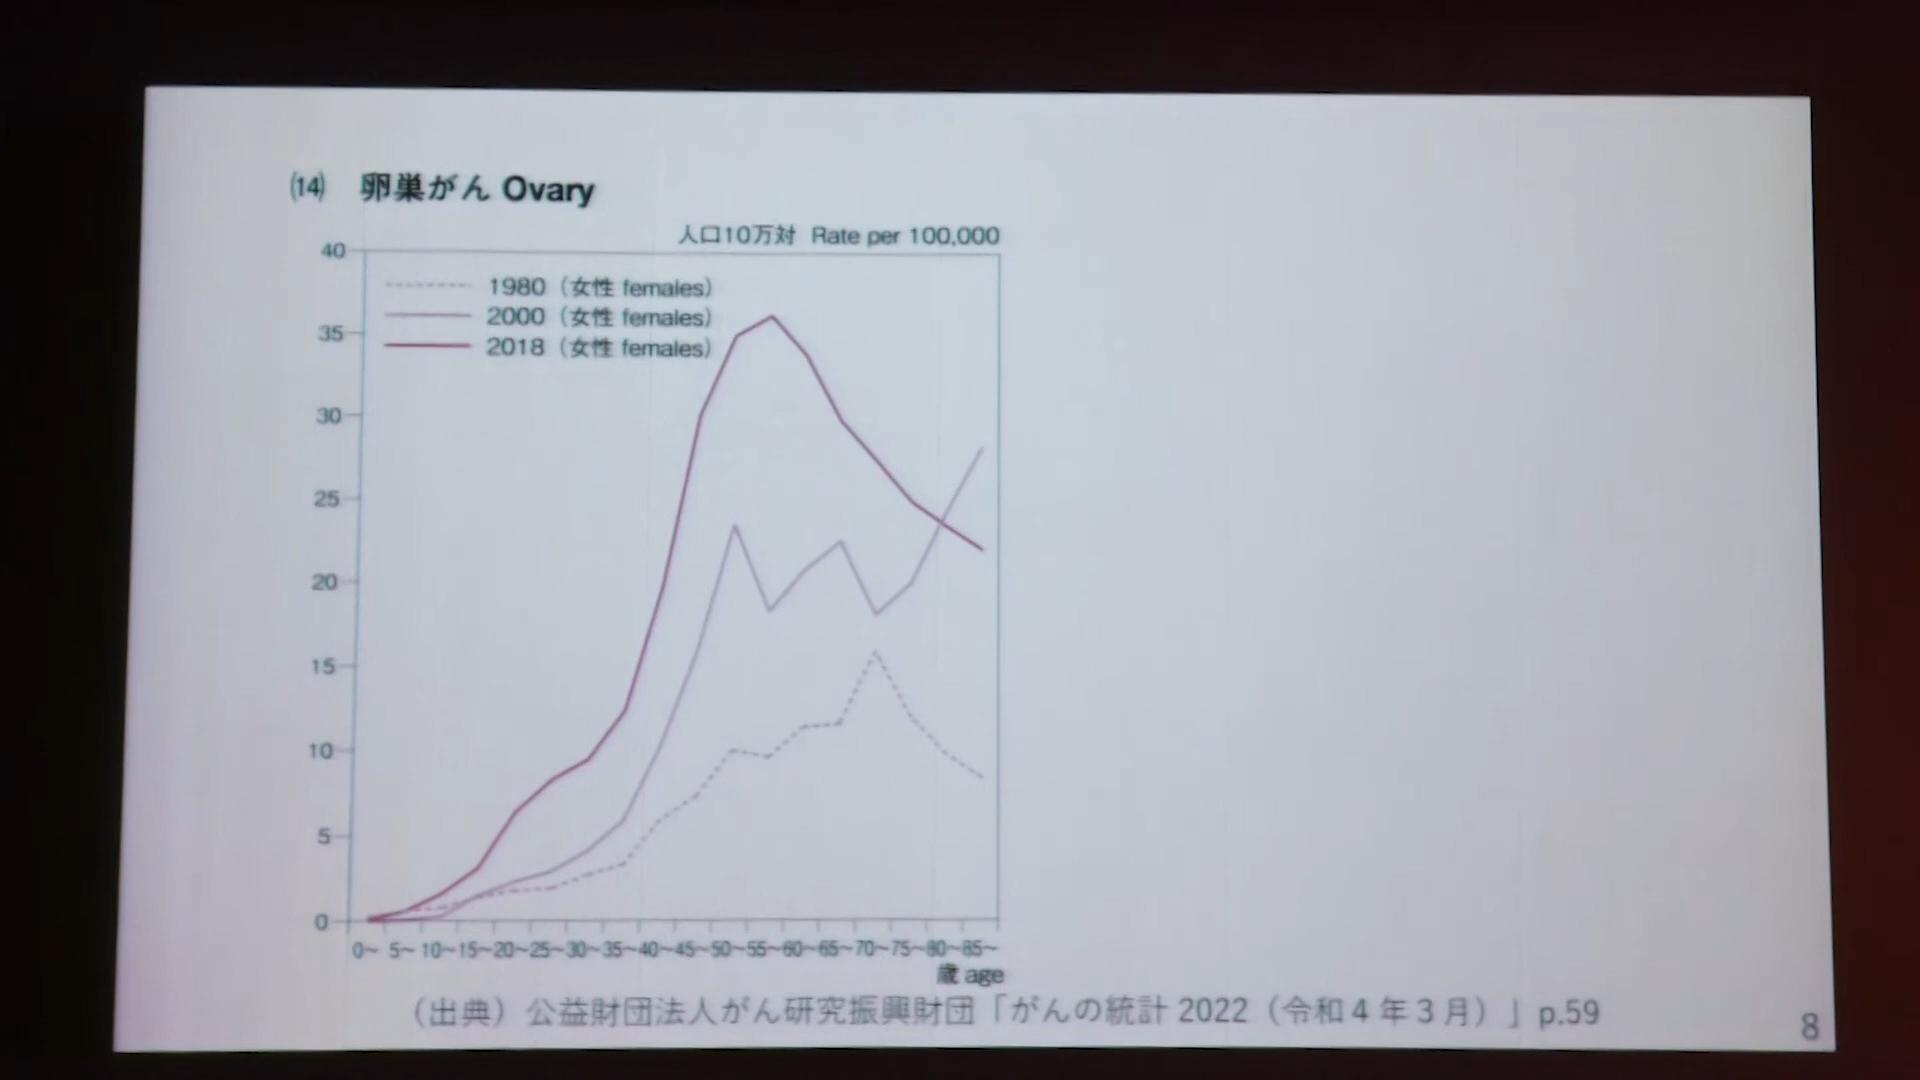 ⒁ 卵巣がん Ovary
人口10万対 Rate per 100,000
40
1980（女性 females）
2000（女性 females）
35
2018（女性 females）
30
25
20
15
10
5
0
0~ 5~ 10~ 15~ 20~ 25~ 30~ 35~ 40~ 45~ 50~ 55~ 60~ 65~ 70~ 75~ 80~ 85~
歳 age
（出典）公益財団法人がん研究振興財団「がんの統計 2022（令和 4 年 3 月）」p.59
8